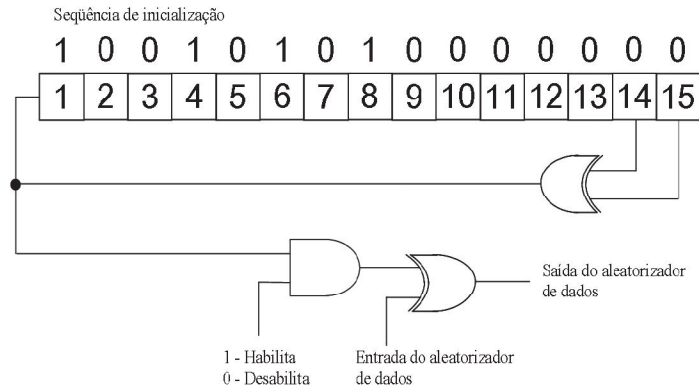 Seqüência de inicialização
1 0 0 1 0 1 0 1 0 0 0 0 0 0 0
1 2 3 4 5 6 7 8 9 10 11 12 13 14 15
Saída do aleatorizador
de dados
1 - Habilita
0 - Desabilita
Entrada do aleatorizador
de dados